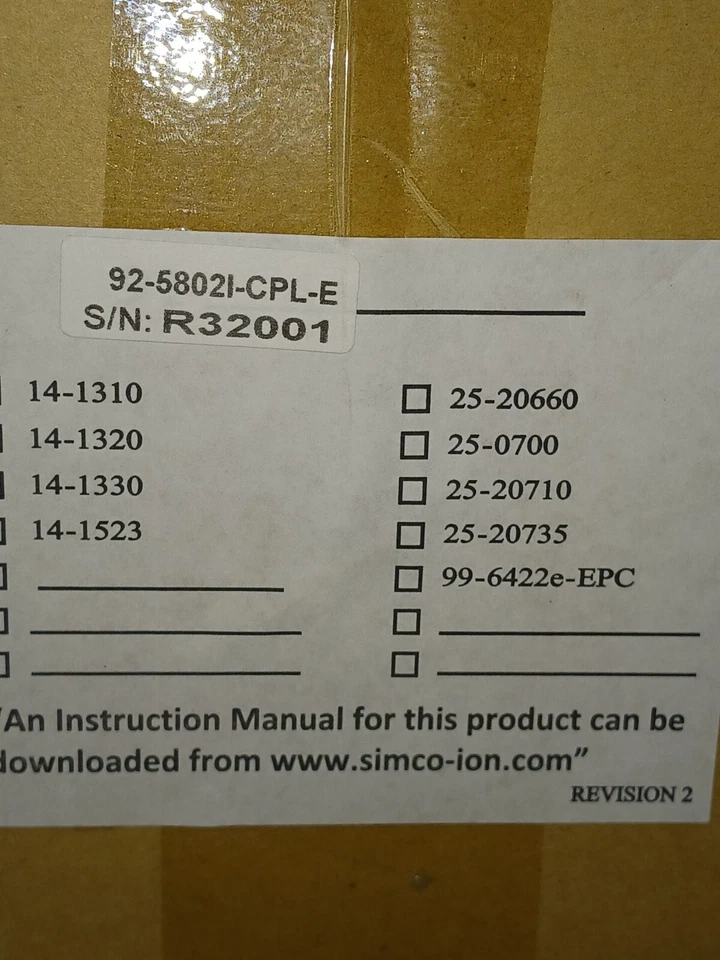 92-5802I-CPL-E
S/N: R32001
14-1310
14-1320
14-1330
14-1523
25-20660
25-0700
25-20710
25-20735
99-6422e-EPC
"An Instruction Manual for this product can be
downloaded from www.simco-ion.com"
REVISION 2